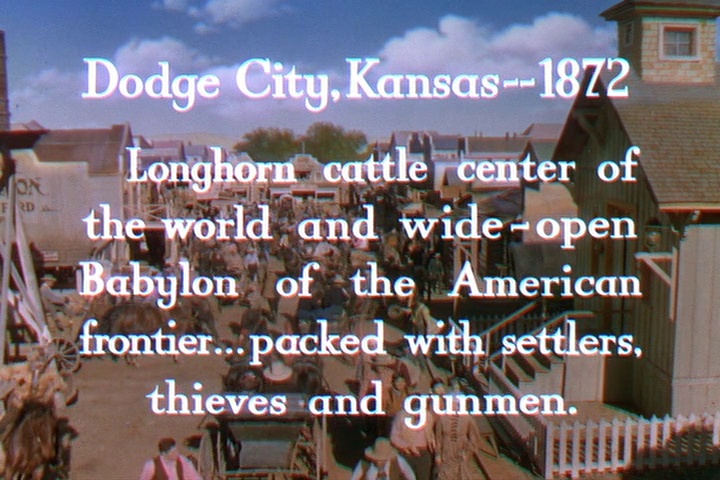 Dodge City, Kansas--1872
Longhorn cattle center of
the world and wide-open
Babylon of the American
frontier...packed with settlers,
thieves and gunmen.